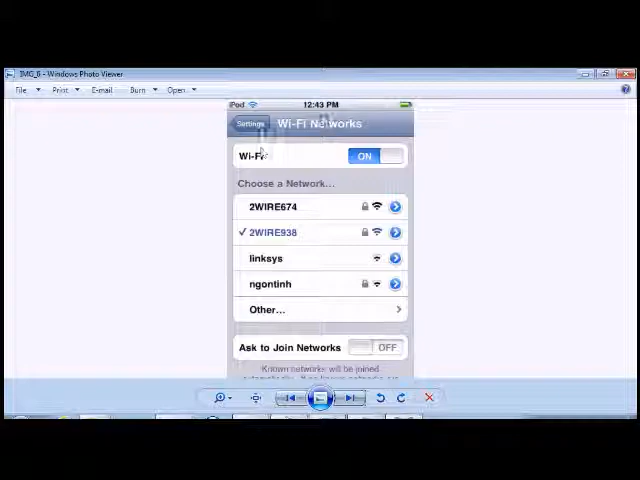 IMG_6 - Windows Photo Viewer
File Print E-mail Burn Open
iPod 12:43 PM
Settings Wi-Fi Networks
Wi-Fi ON
Choose a Network...
2WIRE674
2WIRE938
linksys
ngontinh
Other...
Ask to Join Networks OFF
Known networks will be joined